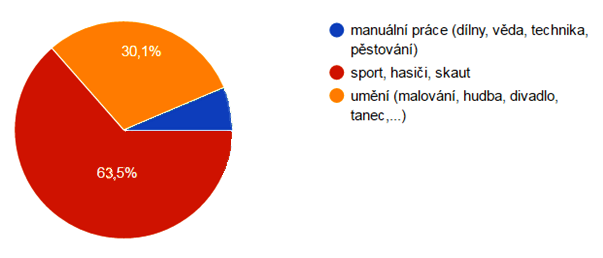 30,1%
63,5%
manuální práce (dílny, věda, technika,
pěstování)
sport, hasiči, skaut
umění (malování, hudba, divadlo,
tanec,...)